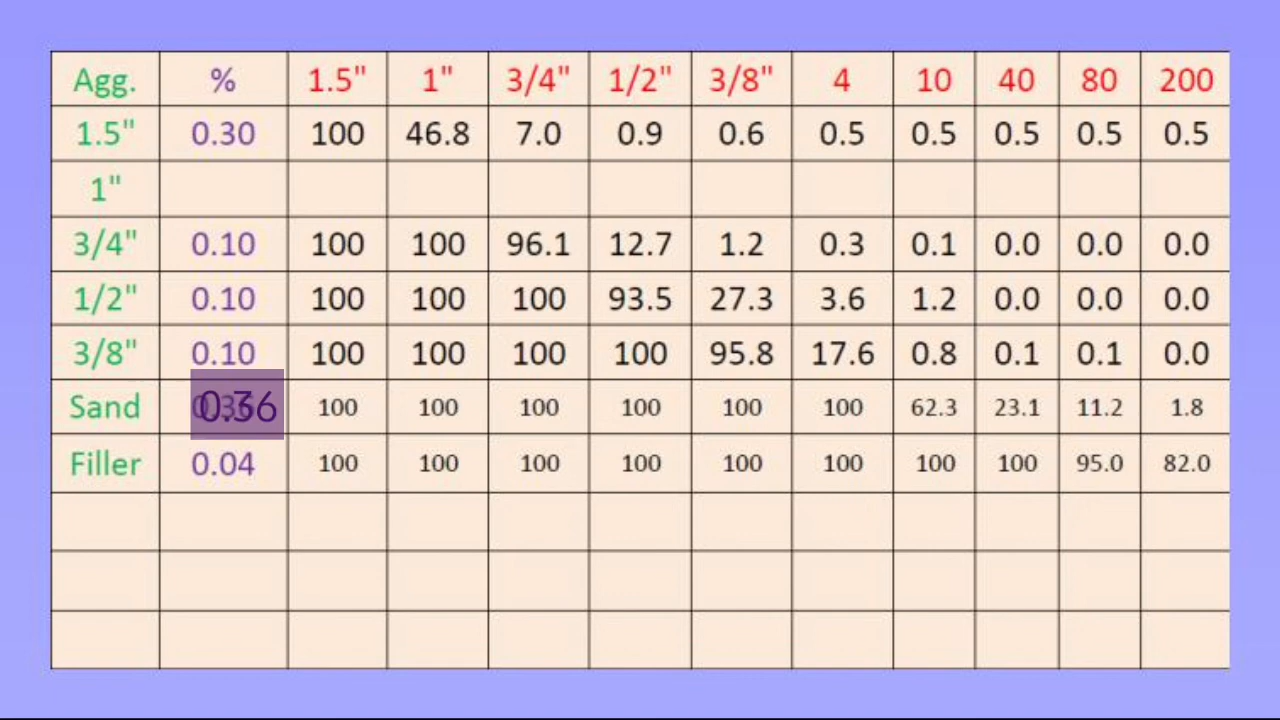 Agg. % 1.5" 1" 3/4" 1/2" 3/8" 4 10 40 80 200
1.5" 0.30 100 46.8 7.0 0.9 0.6 0.5 0.5 0.5 0.5 0.5
1"
3/4" 0.10 100 100 96.1 12.7 1.2 0.3 0.1 0.0 0.0 0.0
1/2" 0.10 100 100 100 93.5 27.3 3.6 1.2 0.0 0.0 0.0
3/8" 0.10 100 100 100 100 95.8 17.6 0.8 0.1 0.1 0.0
Sand 0.36 100 100 100 100 100 100 62.3 23.1 11.2 1.8
Filler 0.04 100 100 100 100 100 100 100 100 95.0 82.0